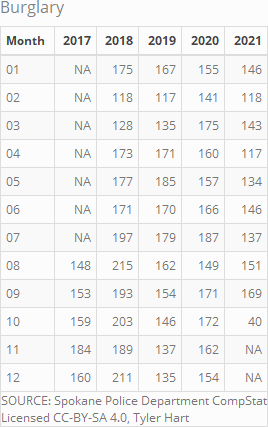 Burglary
Month 2017 2018 2019 2020 2021
01 NA 175 167 155 146
02 NA 118 117 141 118
03 NA 128 135 175 143
04 NA 173 171 160 117
05 NA 177 185 157 134
06 NA 171 170 166 146
07 NA 197 179 187 137
08 148 215 162 149 151
09 153 193 154 171 169
10 159 203 146 172 40
11 184 189 137 162 NA
12 160 211 135 154 NA
SOURCE: Spokane Police Department CompStat
Licensed CC-BY-SA 4.0, Tyler Hart